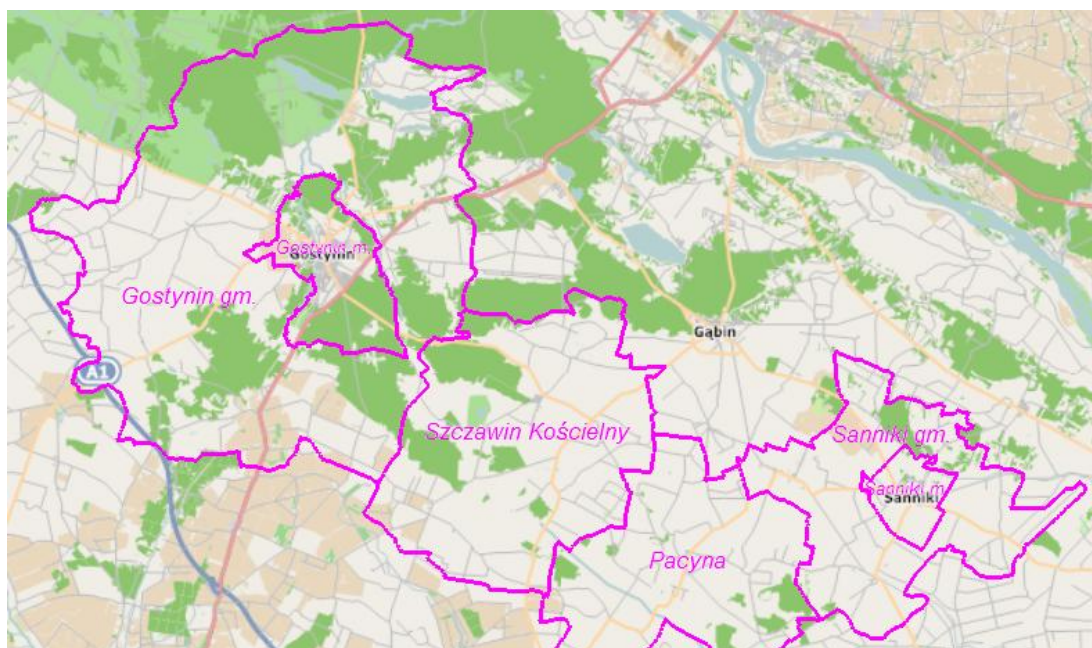 Gostynin m.
Gostynin
Gostynin gm.
Gąbin
A1
Szczawin Kościelny
Sanniki gm.
Sanniki m.
Sanniki
Pacyna